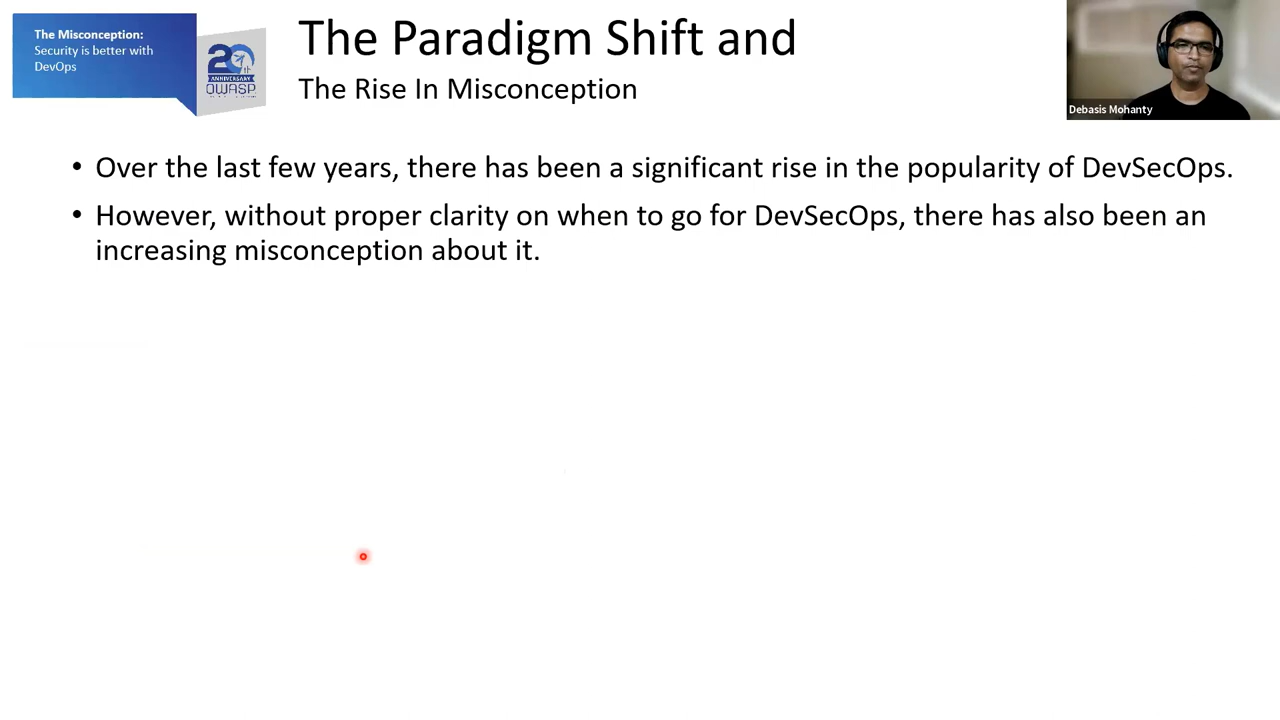 The Misconception:
Security is better with
DevOps
20
ANNIVERSARY
OWASP
The Paradigm Shift and
The Rise In Misconception
Debasis Mohanty
• Over the last few years, there has been a significant rise in the popularity of DevSecOps.
• However, without proper clarity on when to go for DevSecOps, there has also been an
increasing misconception about it.